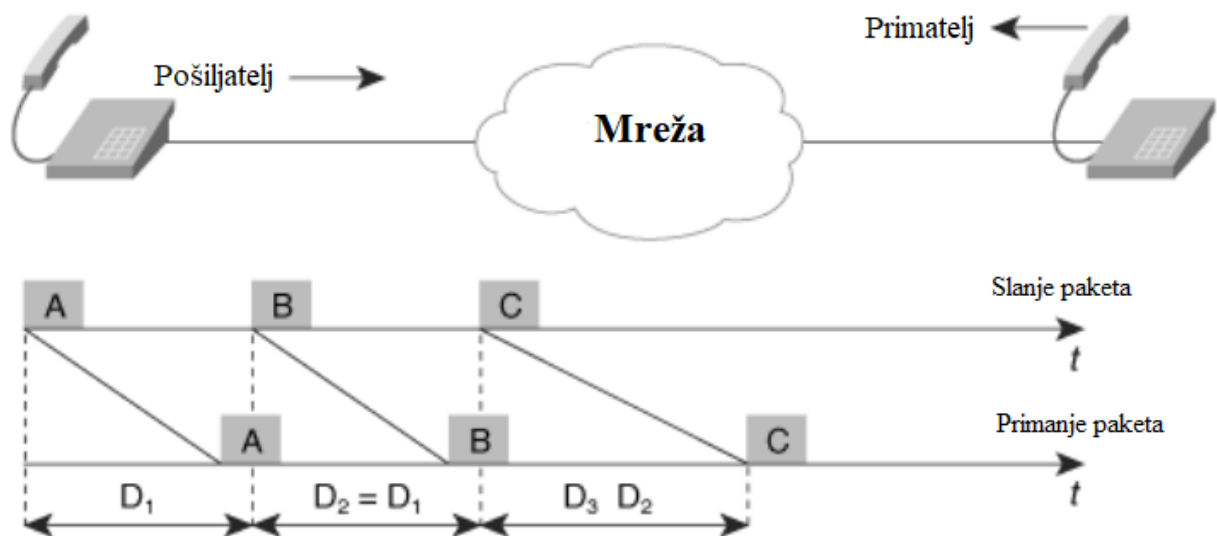 Primatelj
Pošiljatelj
Mreža
A
B
C
Slanje paketa
t
A
B
C
Primanje paketa
D₁
D₂ = D₁
D₃ D₂
t